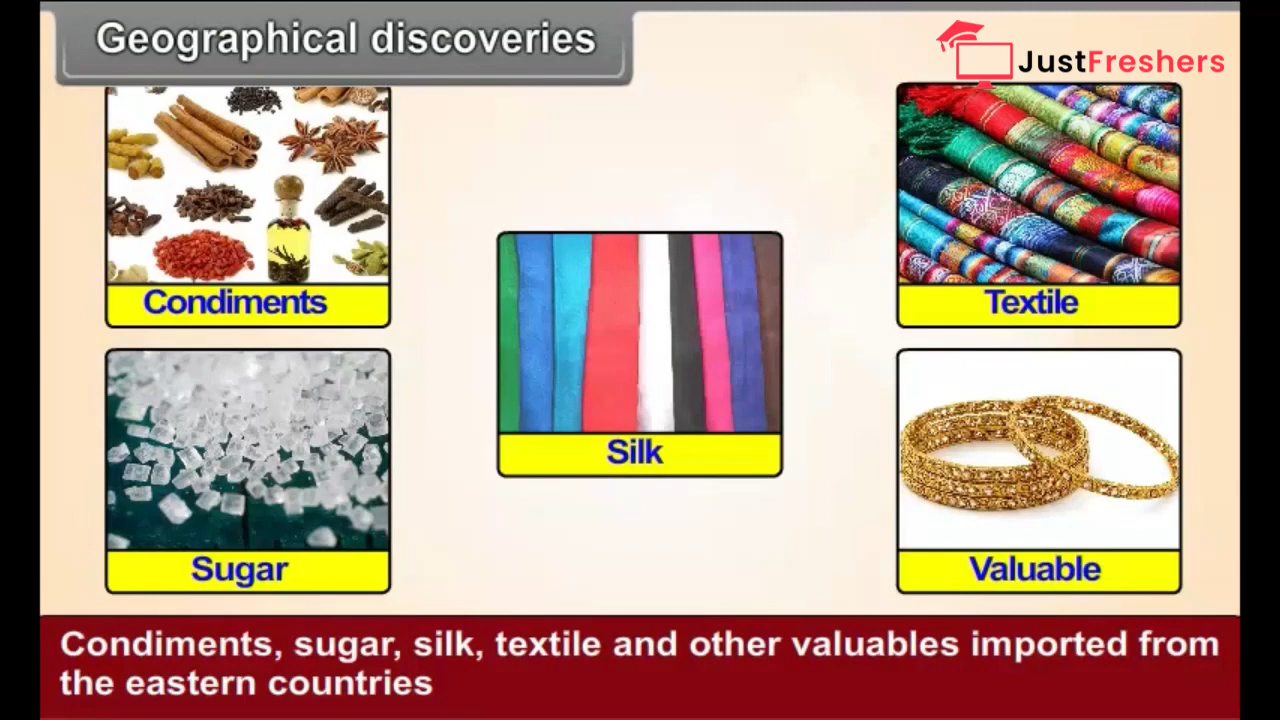 Geographical discoveries
JustFreshers
Condiments
Textile
Silk
Sugar
Valuable
Condiments, sugar, silk, textile and other valuables imported from
the eastern countries